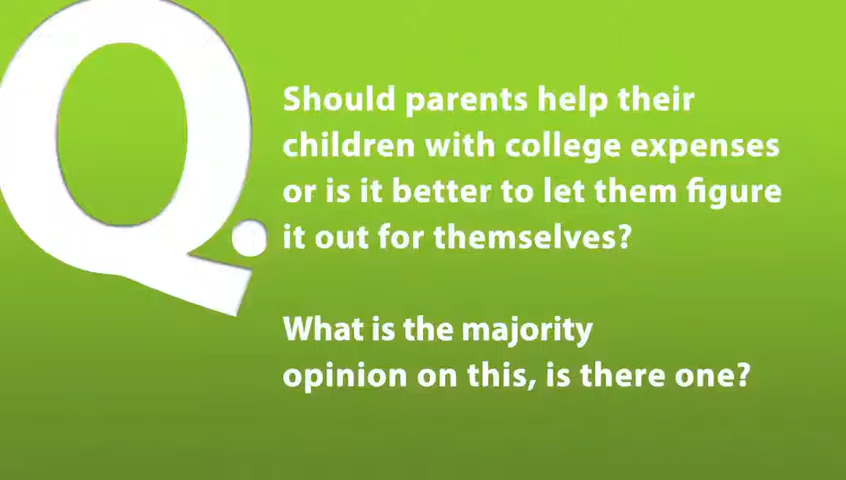 Q.
Should parents help their
children with college expenses
or is it better to let them figure
it out for themselves?
What is the majority
opinion on this, is there one?